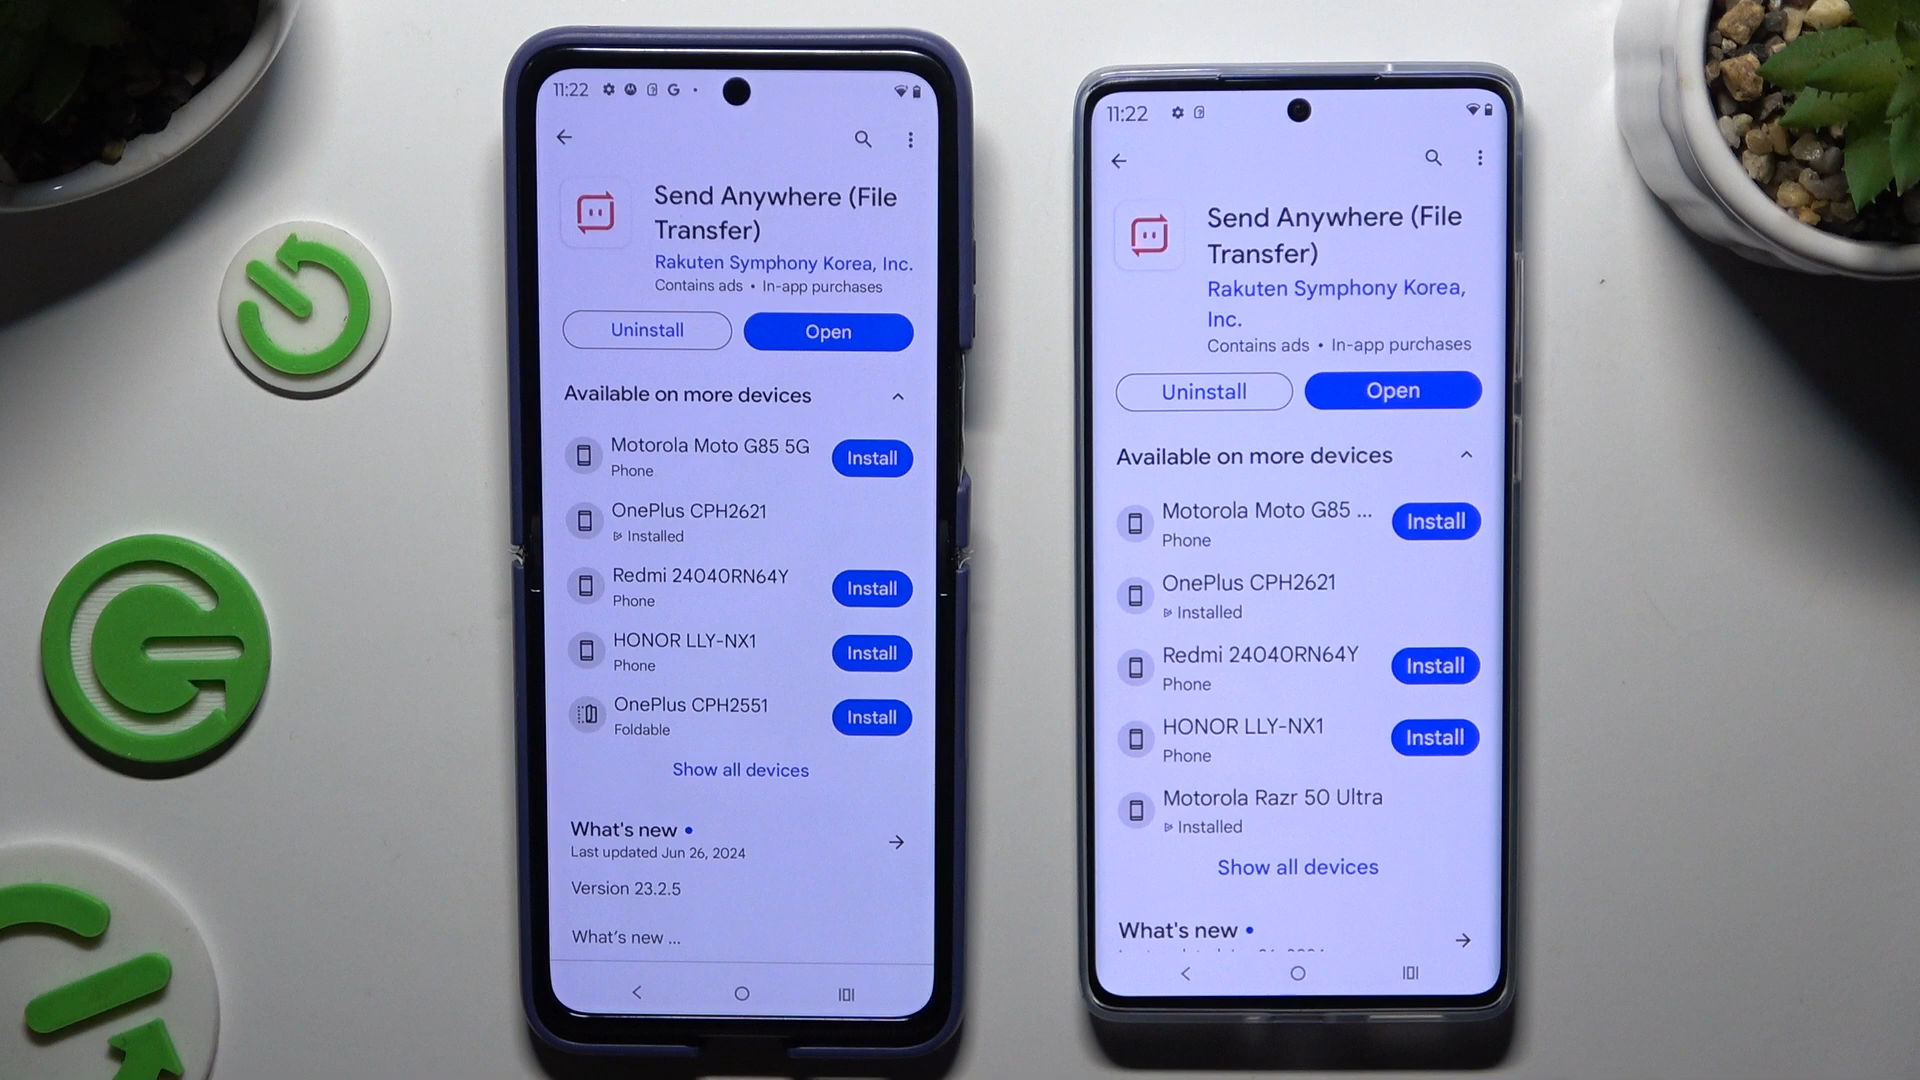 11:22
Send Anywhere (File
Transfer)
Rakuten Symphony Korea, Inc.
Contains ads • In-app purchases
Uninstall
Open
Available on more devices
Motorola Moto G85 5G
Phone
Install
OnePlus CPH2621
Installed
Redmi 24040RN64Y
Phone
Install
HONOR LLY-NX1
Phone
Install
OnePlus CPH2551
Foldable
Install
Show all devices
What's new •
Last updated Jun 26, 2024
Version 23.2.5
What's new ...
11:22
Send Anywhere (File
Transfer)
Rakuten Symphony Korea,
Inc.
Contains ads • In-app purchases
Uninstall
Open
Available on more devices
Motorola Moto G85 ...
Phone
Install
OnePlus CPH2621
Installed
Redmi 24040RN64Y
Phone
Install
HONOR LLY-NX1
Phone
Install
Motorola Razr 50 Ultra
Installed
Show all devices
What's new •